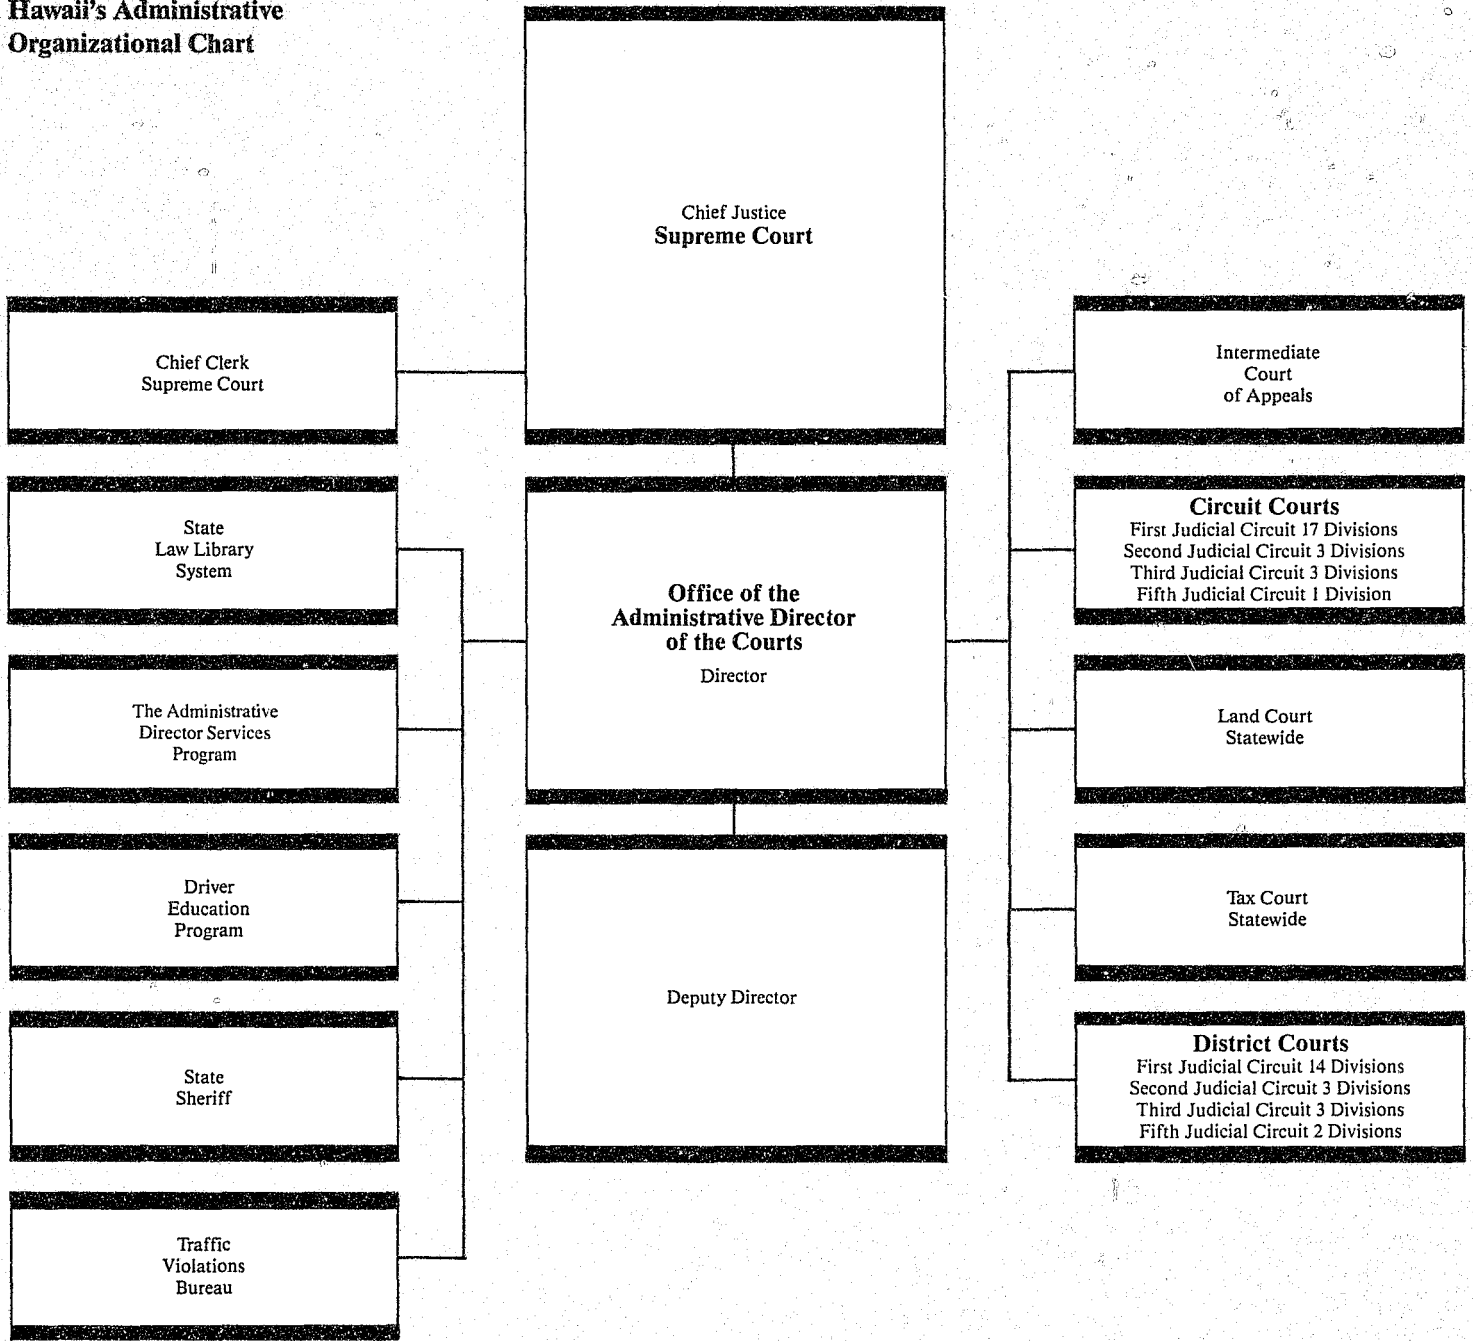 Hawaii's Administrative
Organizational Chart
Chief Justice
Supreme Court
Chief Clerk
Supreme Court
Intermediate
Court
of Appeals
State
Law Library
System
Office of the
Administrative Director
of the Courts
Director
Circuit Courts
First Judicial Circuit 17 Divisions
Second Judicial Circuit 3 Divisions
Third Judicial Circuit 3 Divisions
Fifth Judicial Circuit 1 Division
The Administrative
Director Services
Program
Land Court
Statewide
Driver
Education
Program
Deputy Director
Tax Court
Statewide
State
Sheriff
District Courts
First Judicial Circuit 14 Divisions
Second Judicial Circuit 3 Divisions
Third Judicial Circuit 3 Divisions
Fifth Judicial Circuit 2 Divisions
Traffic
Violations
Bureau